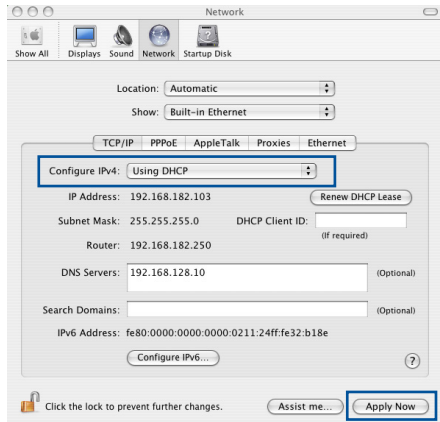 Network
Show All Displays Sound Network Startup Disk
Location: Automatic
Show: Built-in Ethernet
TCP/IP PPPoE AppleTalk Proxies Ethernet
Configure IPv4: Using DHCP
IP Address: 192.168.182.103 Renew DHCP Lease
Subnet Mask: 255.255.255.0 DHCP Client ID:
(If required)
Router: 192.168.182.250
DNS Servers: 192.168.128.10 (Optional)
Search Domains: (Optional)
IPv6 Address: fe80:0000:0000:0000:0211:24ff:fe32:b18e
Configure IPv6...
?
Click the lock to prevent further changes. Assist me... Apply Now